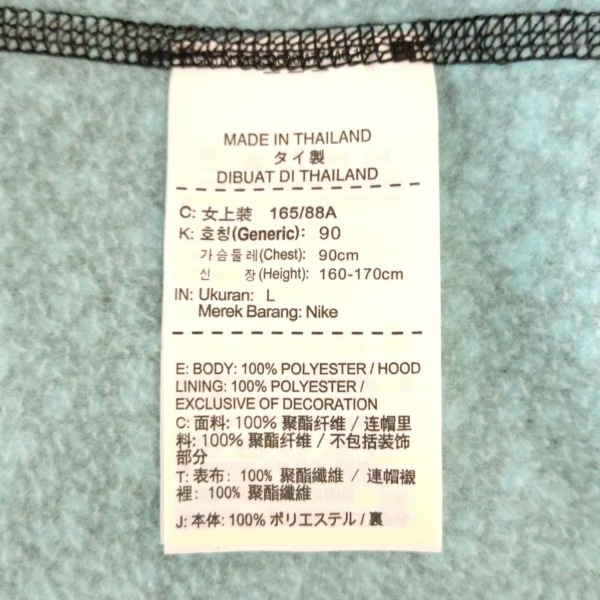 MADE IN THAILAND
タイ製
DIBUAT DI THAILAND
C: 女上装 165/88A
K: 호칭(Generic): 90
가슴둘레(Chest): 90cm
신 장(Height): 160-170cm
IN: Ukuran: L
Merek Barang: Nike
E: BODY: 100% POLYESTER / HOOD
LINING: 100% POLYESTER /
EXCLUSIVE OF DECORATION
C: 面料: 100% 聚酯纤维 / 连帽里
料: 100% 聚酯纤维 / 不包括装饰
部分
T: 表布: 100% 聚酯纖維 / 連帽襯
裡: 100% 聚酯纖維
J: 本体: 100% ポリエステル / 裏